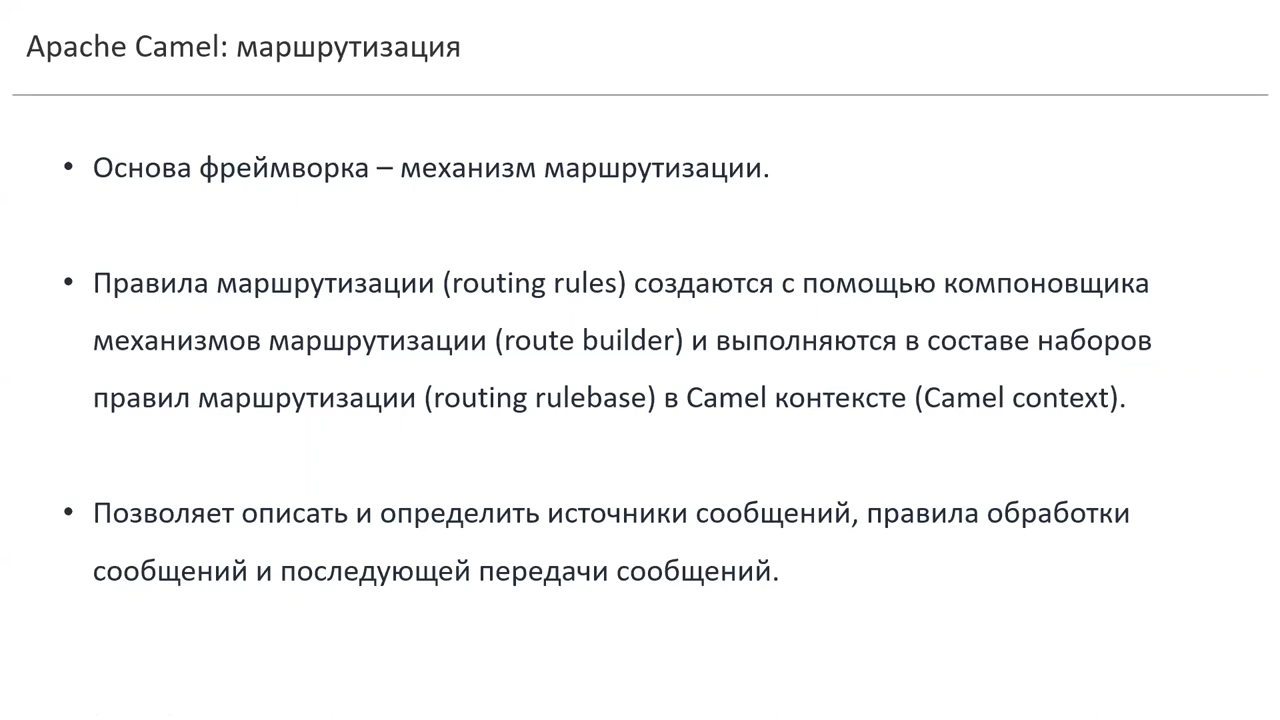 Apache Camel: маршрутизация
• Основа фреймворка – механизм маршрутизации.
• Правила маршрутизации (routing rules) создаются с помощью компоновщика
механизмов маршрутизации (route builder) и выполняются в составе наборов
правил маршрутизации (routing rulebase) в Camel контексте (Camel context).
• Позволяет описать и определить источники сообщений, правила обработки
сообщений и последующей передачи сообщений.